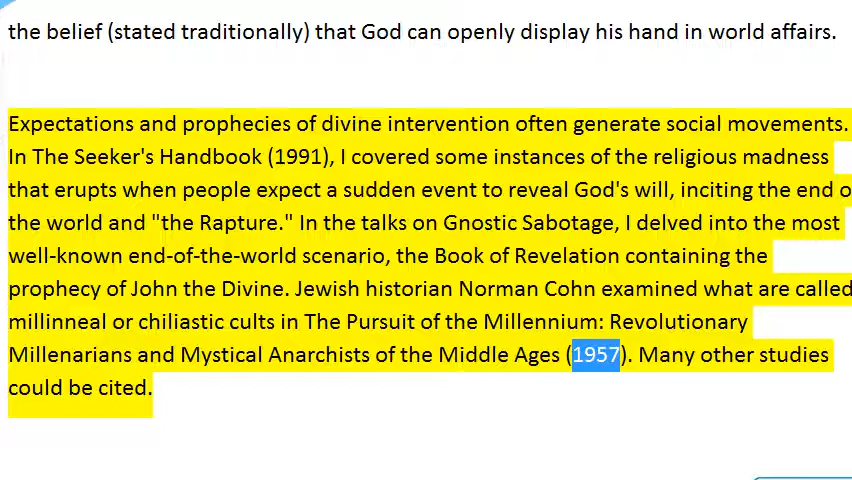 the belief (stated traditionally) that God can openly display his hand in world affairs.
Expectations and prophecies of divine intervention often generate social movements.
In The Seeker's Handbook (1991), I covered some instances of the religious madness
that erupts when people expect a sudden event to reveal God's will, inciting the end o
the world and "the Rapture." In the talks on Gnostic Sabotage, I delved into the most
well-known end-of-the-world scenario, the Book of Revelation containing the
prophecy of John the Divine. Jewish historian Norman Cohn examined what are called
millinneal or chiliastic cults in The Pursuit of the Millennium: Revolutionary
Millenarians and Mystical Anarchists of the Middle Ages (1957). Many other studies
could be cited.